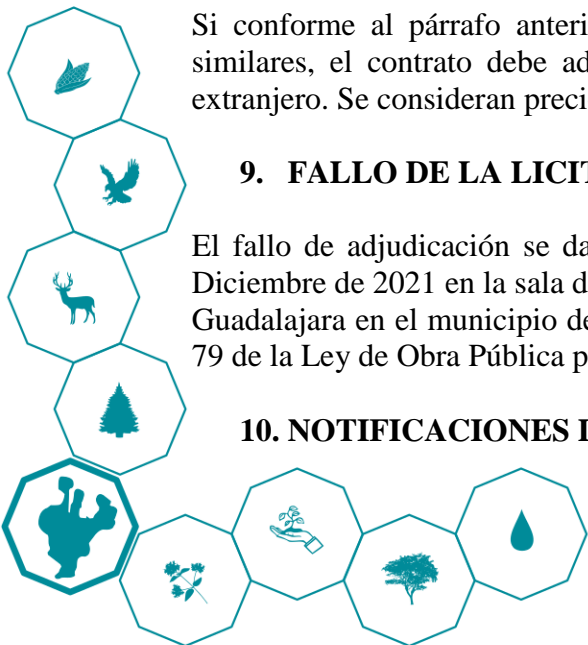 Si conforme al párrafo anteri
similares, el contrato debe ad
extranjero. Se consideran preci
9. FALLO DE LA LICIT
El fallo de adjudicación se da
Diciembre de 2021 en la sala d
Guadalajara en el municipio de
79 de la Ley de Obra Pública p
10. NOTIFICACIONES